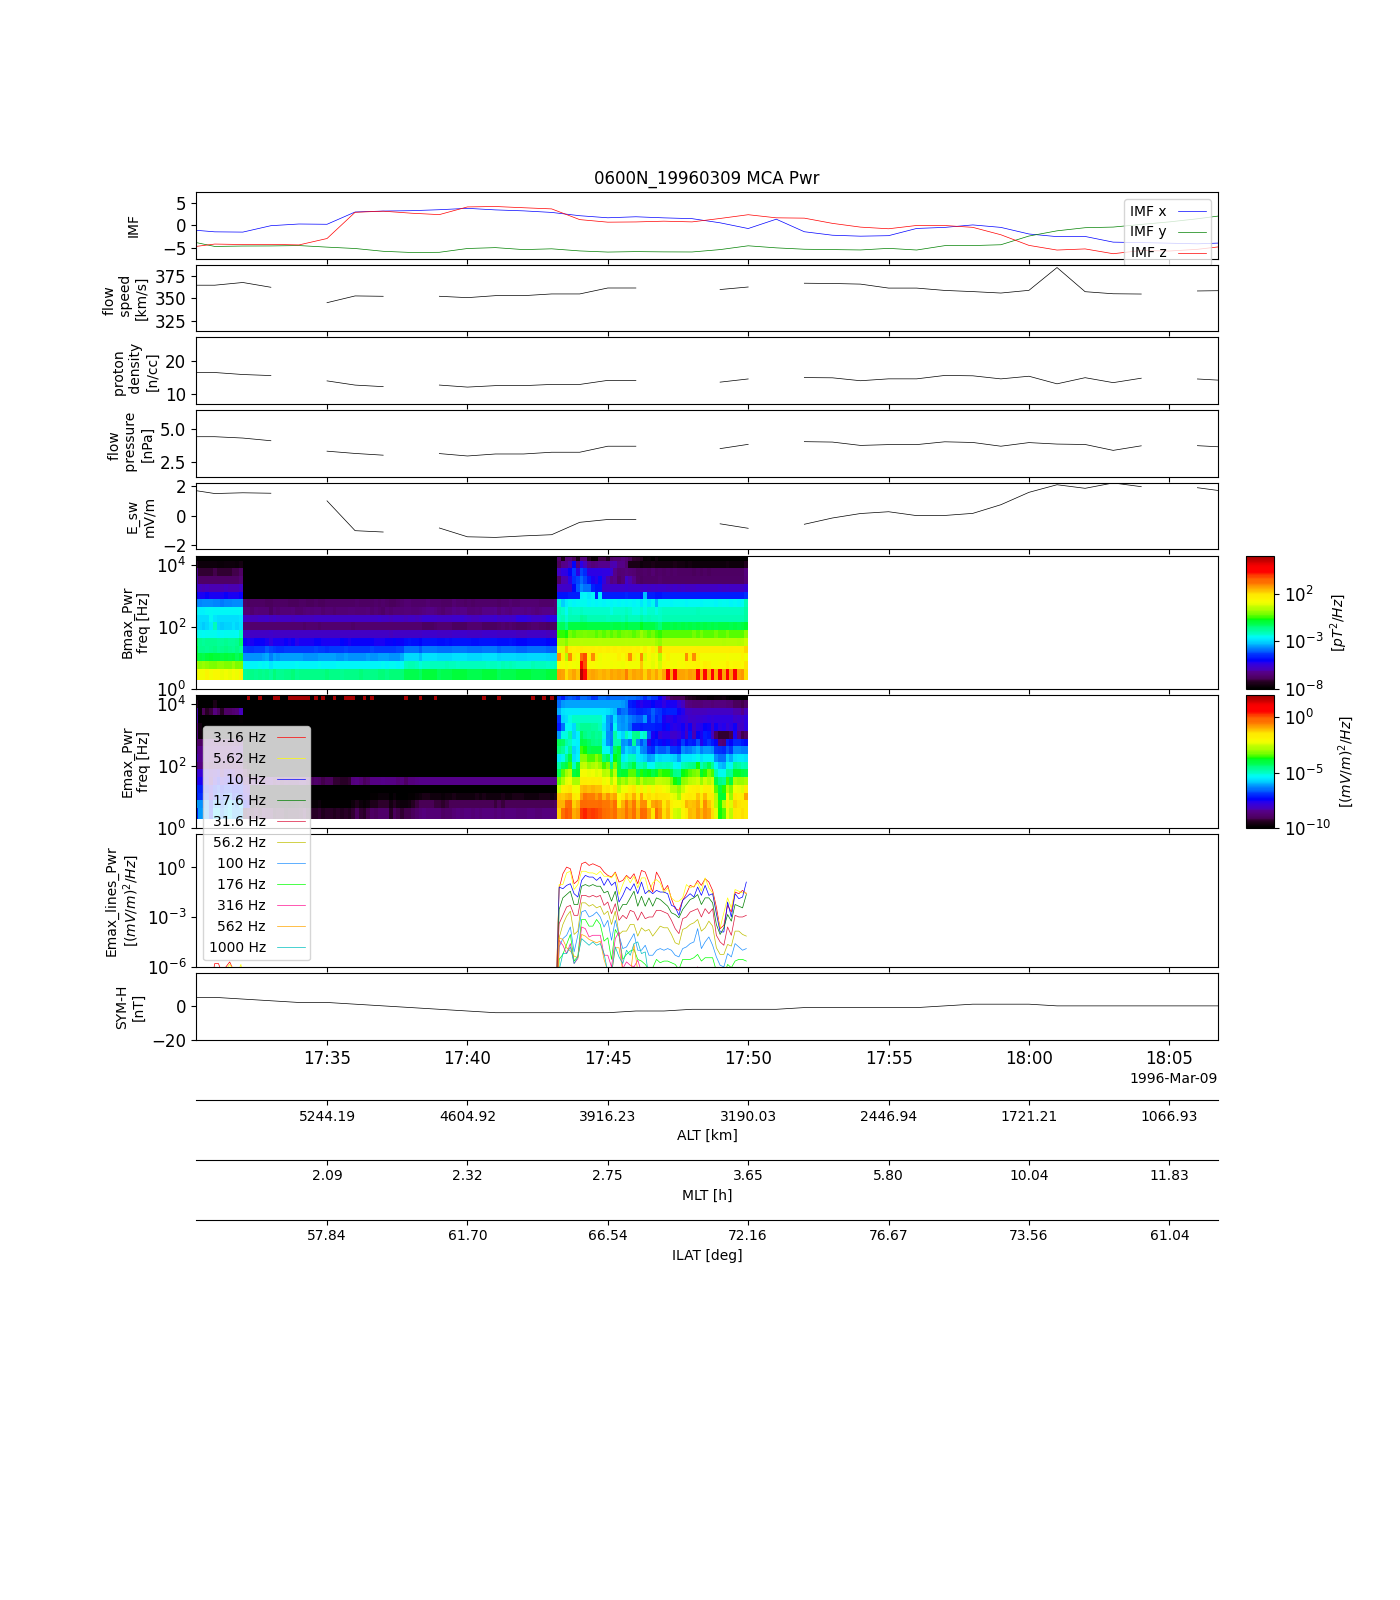 0600N_19960309 MCA Pwr
5
0
−5
IMF
IMF x
IMF y
IMF z
375
350
325
flow
speed
[km/s]
20
10
proton
density
[n/cc]
5.0
2.5
flow
pressure
[nPa]
2
0
−2
E_sw
mV/m
10^4
10^2
10^0
Bmax_Pwr
freq [Hz]
10^2
10^−3
10^−8
[pT^2/Hz]
10^4
10^2
10^0
Emax_Pwr
freq [Hz]
10^0
10^−5
10^−10
[(mV/m)^2/Hz]
3.16 Hz
5.62 Hz
10 Hz
17.6 Hz
31.6 Hz
56.2 Hz
100 Hz
176 Hz
316 Hz
562 Hz
1000 Hz
10^0
10^−3
10^−6
Emax_lines_Pwr
[(mV/m)^2/Hz]
0
−20
SYM-H
[nT]
17:35 17:40 17:45 17:50 17:55 18:00 18:05
1996-Mar-09
5244.19 4604.92 3916.23 3190.03 2446.94 1721.21 1066.93
ALT [km]
2.09 2.32 2.75 3.65 5.80 10.04 11.83
MLT [h]
57.84 61.70 66.54 72.16 76.67 73.56 61.04
ILAT [deg]